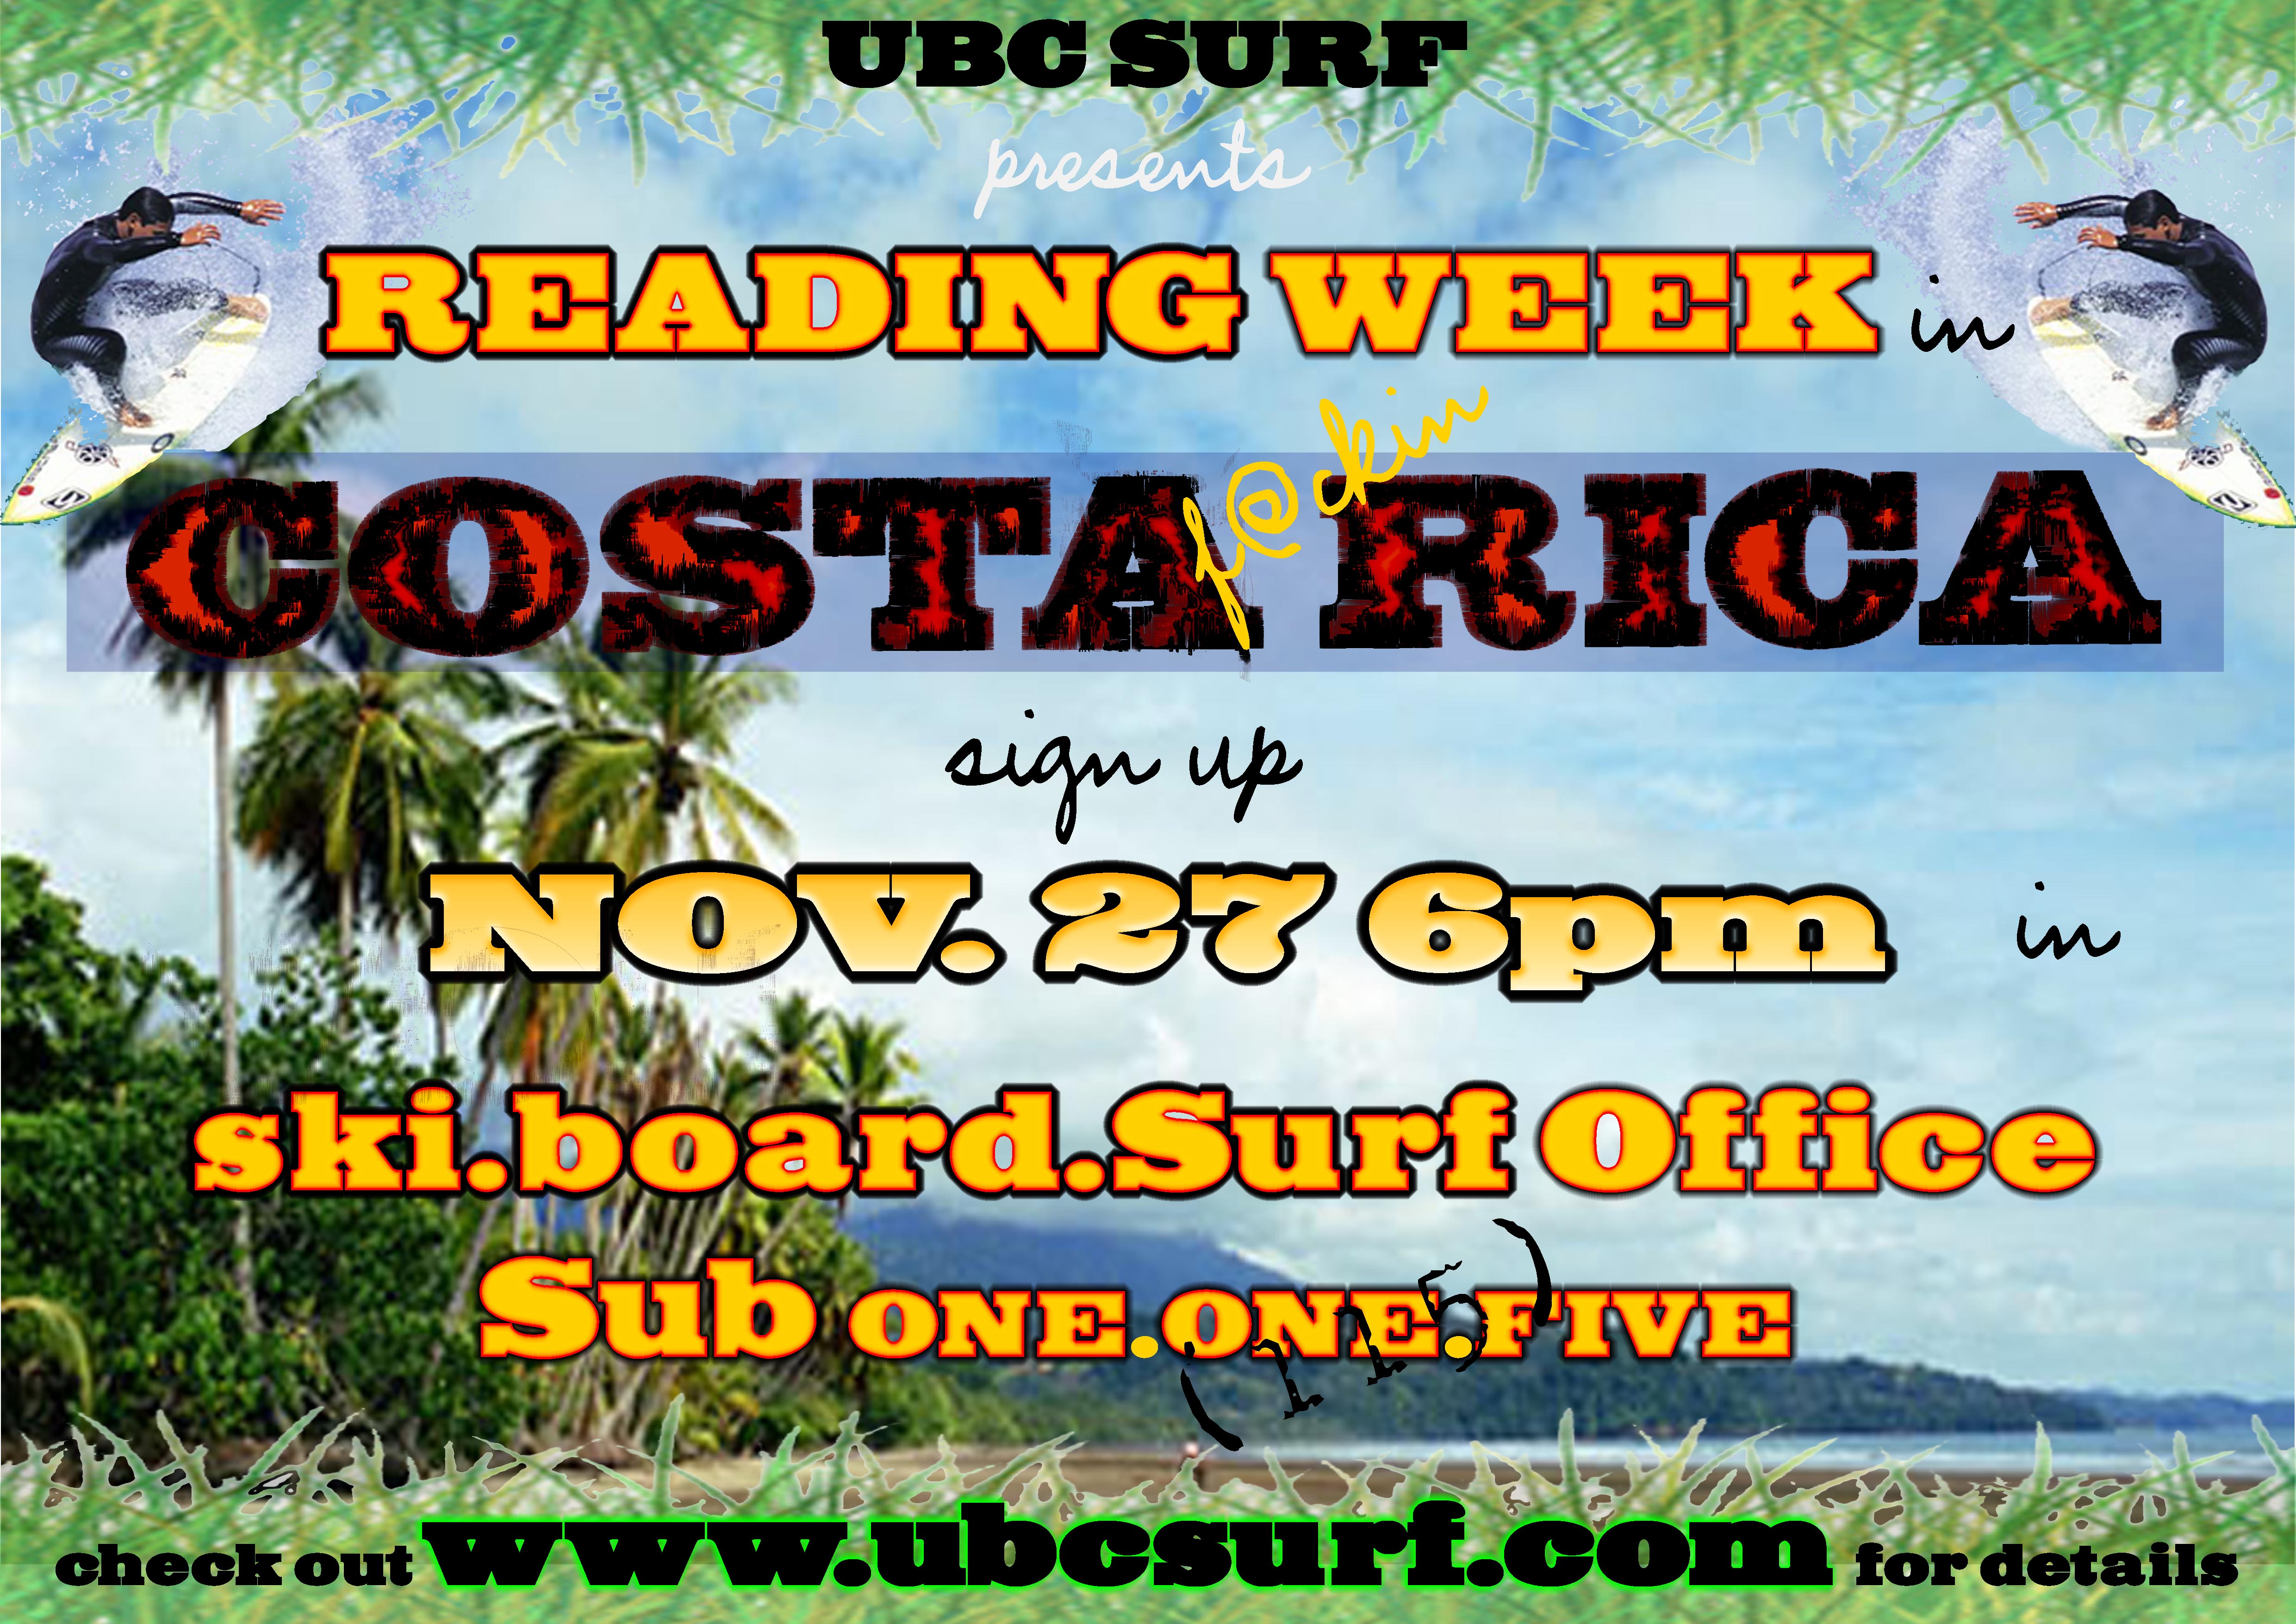 UBC SURF
presents
READING WEEK in
COSTA f@ckin RICA
sign up
NOV. 27 6pm in
ski.board.Surf Office
Sub ONE.ONE.FIVE
(115)
check out www.ubcsurf.com for details